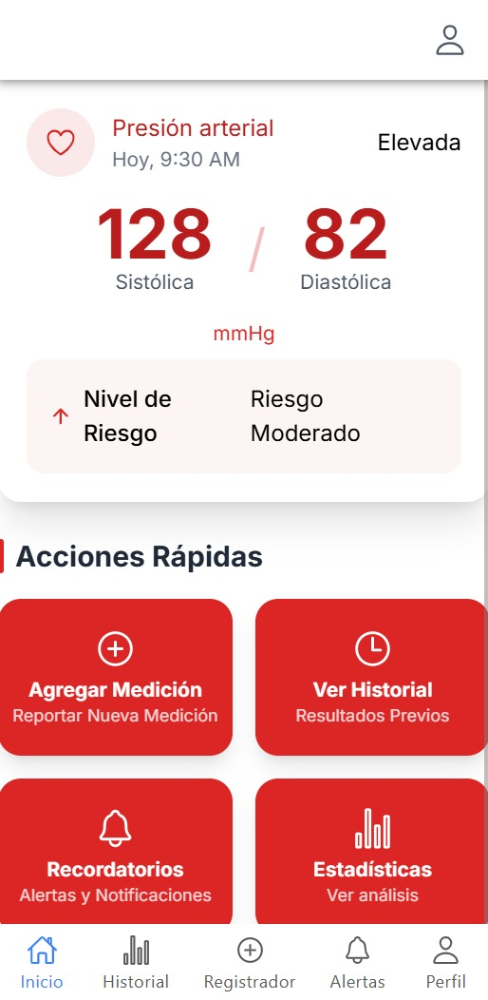 Presión arterial
Hoy, 9:30 AM
Elevada
128 / 82
Sistólica Diastólica
mmHg
Nivel de Riesgo
Riesgo Moderado
Acciones Rápidas
Agregar Medición
Reportar Nueva Medición
Ver Historial
Resultados Previos
Recordatorios
Alertas y Notificaciones
Estadísticas
Ver análisis
Inicio
Historial
Registrador
Alertas
Perfil